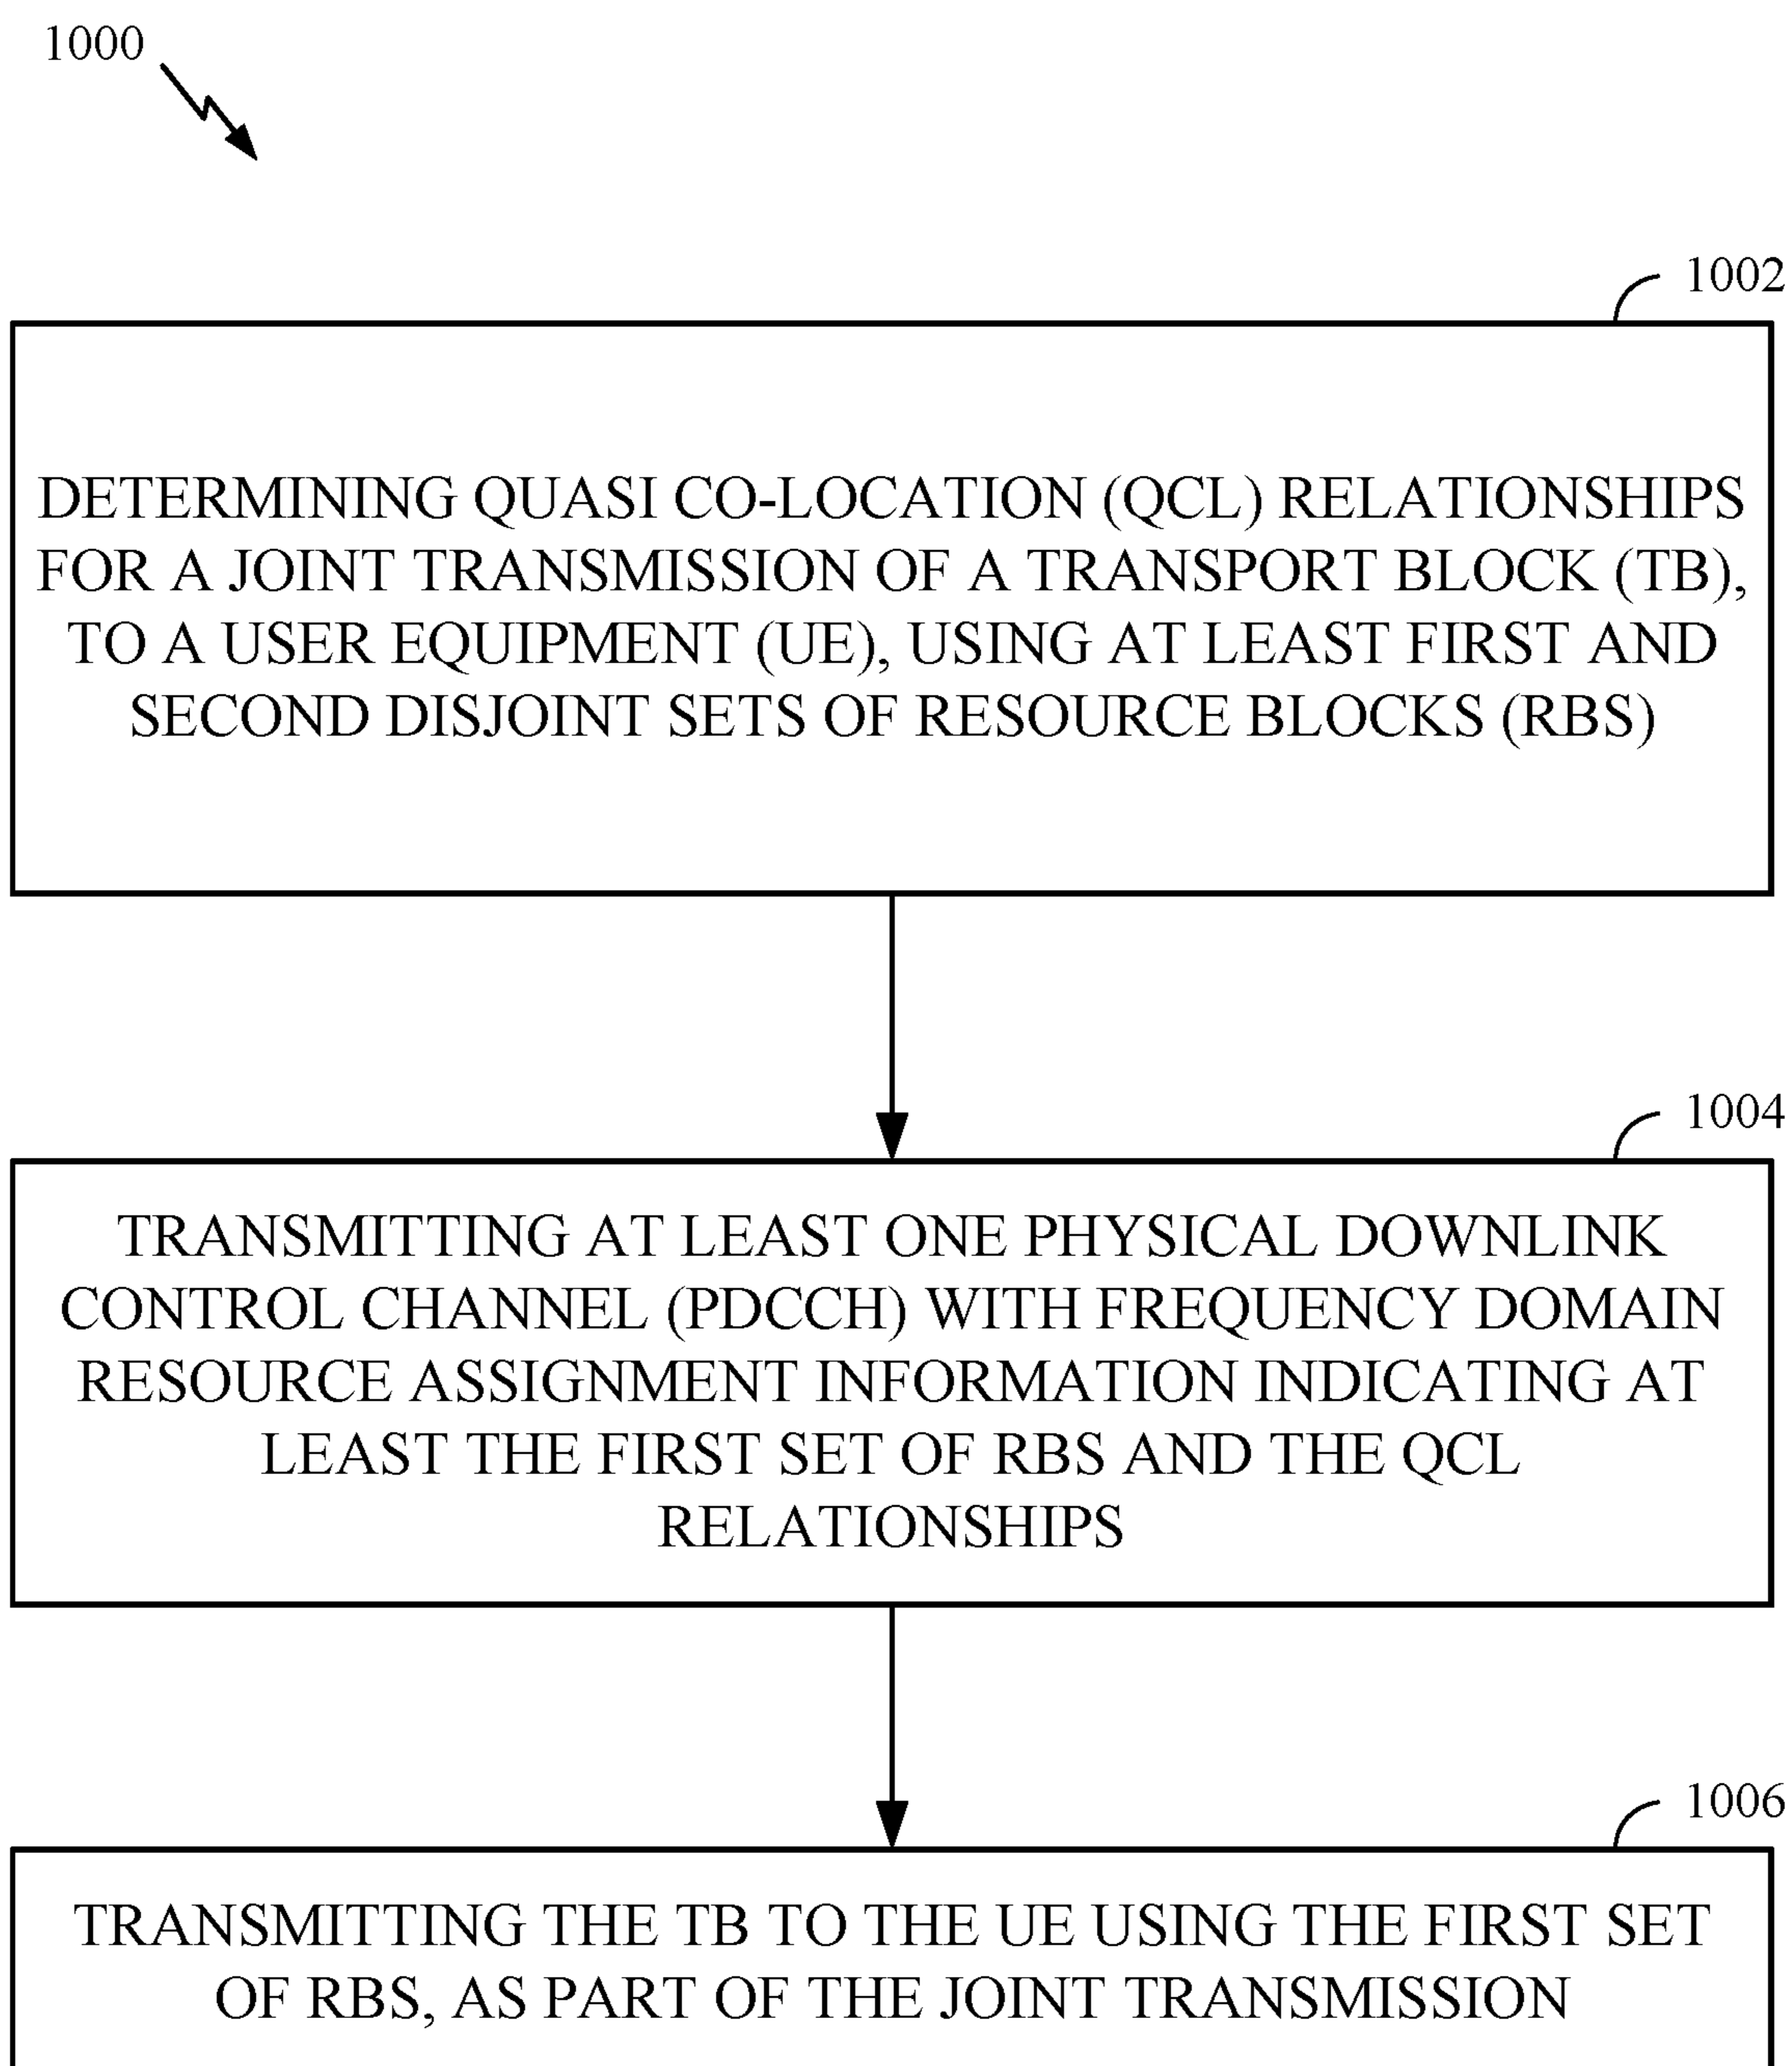 1000
1002
DETERMINING QUASI CO-LOCATION (QCL) RELATIONSHIPS
FOR A JOINT TRANSMISSION OF A TRANSPORT BLOCK (TB),
TO A USER EQUIPMENT (UE), USING AT LEAST FIRST AND
SECOND DISJOINT SETS OF RESOURCE BLOCKS (RBS)
1004
TRANSMITTING AT LEAST ONE PHYSICAL DOWNLINK
CONTROL CHANNEL (PDCCH) WITH FREQUENCY DOMAIN
RESOURCE ASSIGNMENT INFORMATION INDICATING AT
LEAST THE FIRST SET OF RBS AND THE QCL
RELATIONSHIPS
1006
TRANSMITTING THE TB TO THE UE USING THE FIRST SET
OF RBS, AS PART OF THE JOINT TRANSMISSION